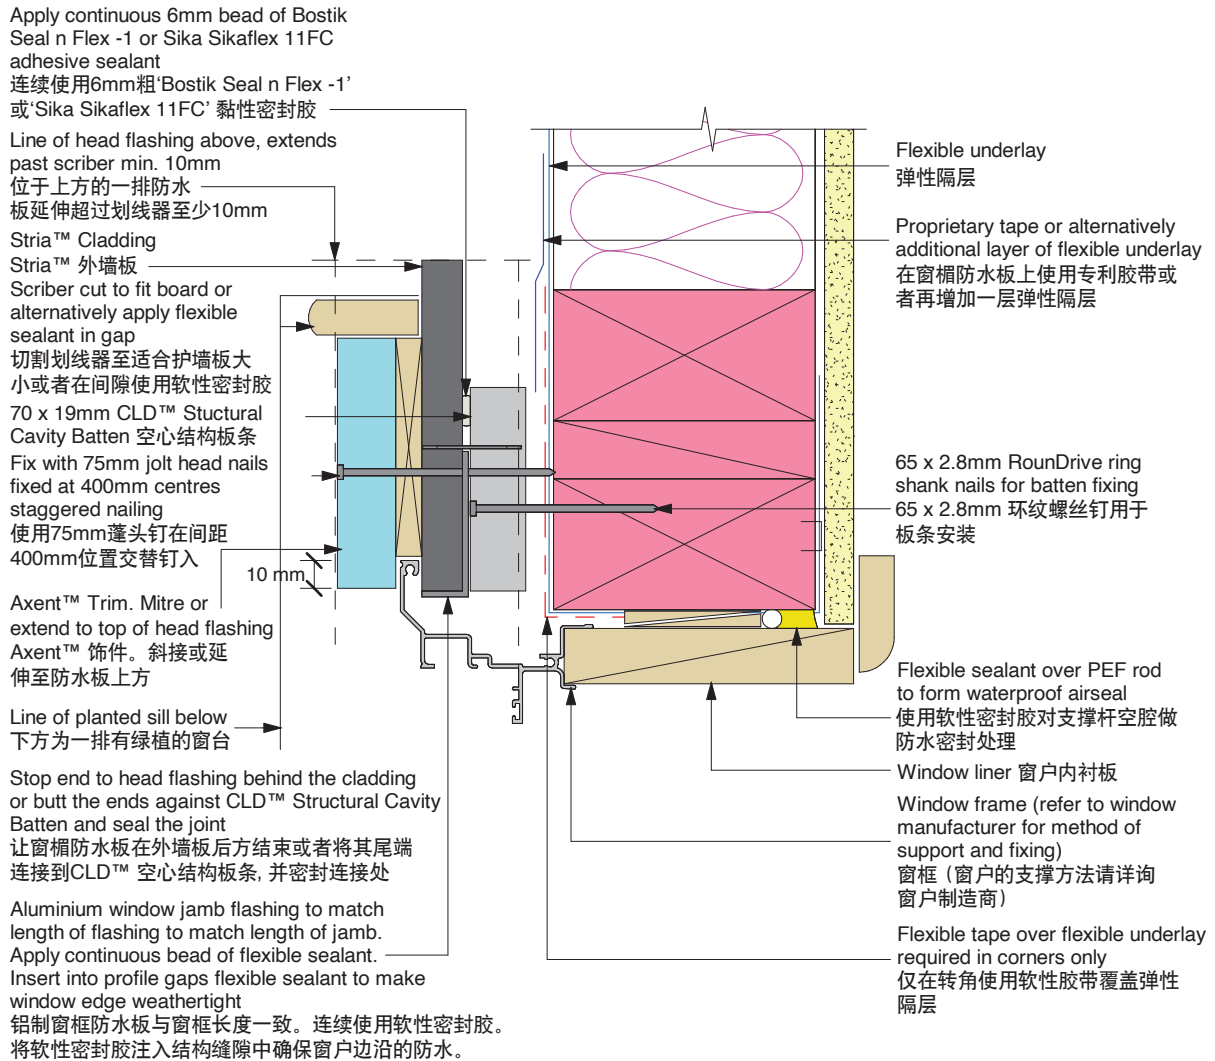 Apply continuous 6mm bead of Bostik
Seal n Flex -1 or Sika Sikaflex 11FC
adhesive sealant
连续使用6mm粗‘Bostik Seal n Flex -1’
或‘Sika Sikaflex 11FC’ 黏性密封胶
Line of head flashing above, extends
past scriber min. 10mm
位于上方的一排防水
板延伸超过划线器至少10mm
Stria™ Cladding
Stria™ 外墙板
Scriber cut to fit board or
alternatively apply flexible
sealant in gap
切割划线器至适合护墙板大
小或者在间隙使用软性密封胶
70 x 19mm CLD™ Stuctural
Cavity Batten 空心结构板条
Fix with 75mm jolt head nails
fixed at 400mm centres
staggered nailing
使用75mm蓬头钉在间距
400mm位置交替钉入
10 mm
Axent™ Trim. Mitre or
extend to top of head flashing
Axent™ 饰件。斜接或延
伸至防水板上方
Line of planted sill below
下方为一排有绿植的窗台
Stop end to head flashing behind the cladding
or butt the ends against CLD™ Structural Cavity
Batten and seal the joint
让窗楣防水板在外墙板后方结束或者将其尾端
连接到CLD™ 空心结构板条, 并密封连接处
Aluminium window jamb flashing to match
length of flashing to match length of jamb.
Apply continuous bead of flexible sealant.
Insert into profile gaps flexible sealant to make
window edge weathertight
铝制窗框防水板与窗框长度一致。连续使用软性密封胶。
将软性密封胶注入结构缝隙中确保窗户边沿的防水。
Flexible underlay
弹性隔层
Proprietary tape or alternatively
additional layer of flexible underlay
在窗楣防水板上使用专利胶带或
者再增加一层弹性隔层
65 x 2.8mm RounDrive ring
shank nails for batten fixing
65 x 2.8mm 环纹螺丝钉用于
板条安装
Flexible sealant over PEF rod
to form waterproof airseal
使用软性密封胶对支撑杆空腔做
防水密封处理
Window liner 窗户内衬板
Window frame (refer to window
manufacturer for method of
support and fixing)
窗框（窗户的支撑方法请详询
窗户制造商）
Flexible tape over flexible underlay
required in corners only
仅在转角使用软性胶带覆盖弹性
隔层